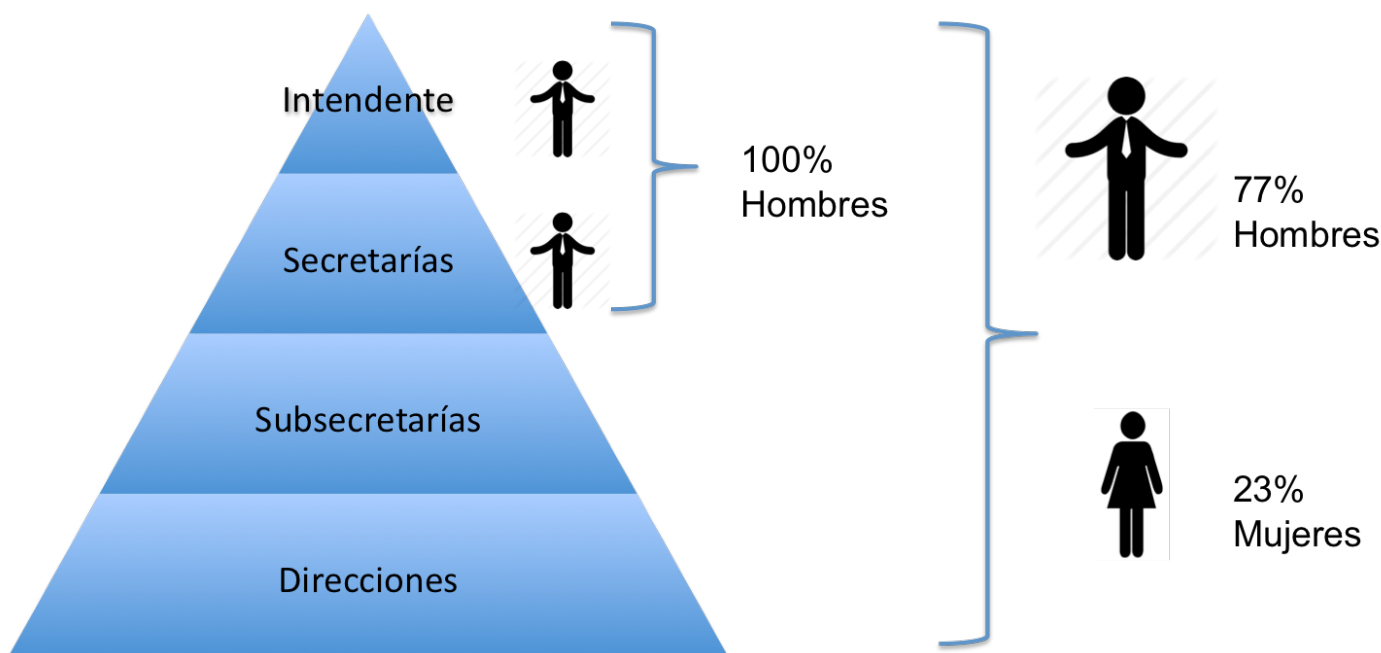 Intendente
Secretarías
Subsecretarías
Direcciones
100%
Hombres
77%
Hombres
23%
Mujeres